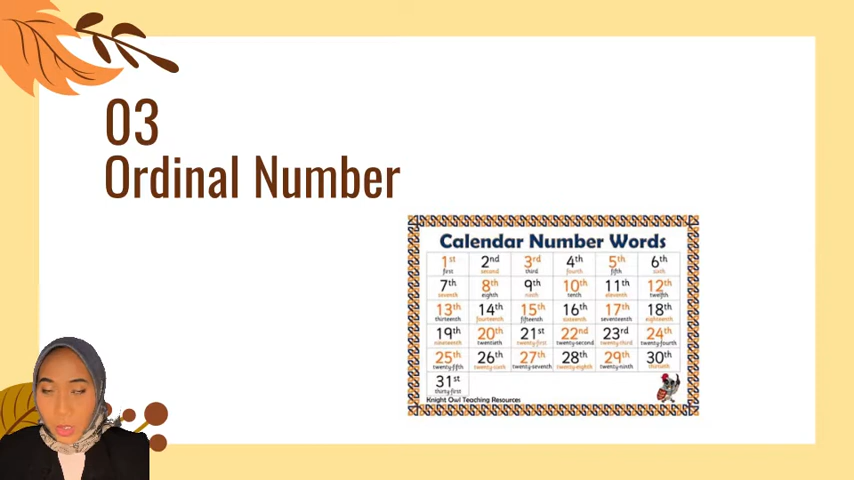 03
Ordinal Number
Calendar Number Words
1st 2nd 3rd 4th 5th 6th
first second third fourth fifth sixth
7th 8th 9th 10th 11th 12th
seventh eighth ninth tenth eleventh twelfth
13th 14th 15th 16th 17th 18th
thirteenth fourteenth fifteenth sixteenth seventeenth eighteenth
19th 20th 21st 22nd 23rd 24th
twentieth twenty-first twenty-second twenty-third twenty-fourth
25th 26th 27th 28th 29th 30th
twenty-fifth twenty-sixth twenty-seventh twenty-eighth twenty-ninth thirtieth
31st
thirty-first
Knight Owl Teaching Resources